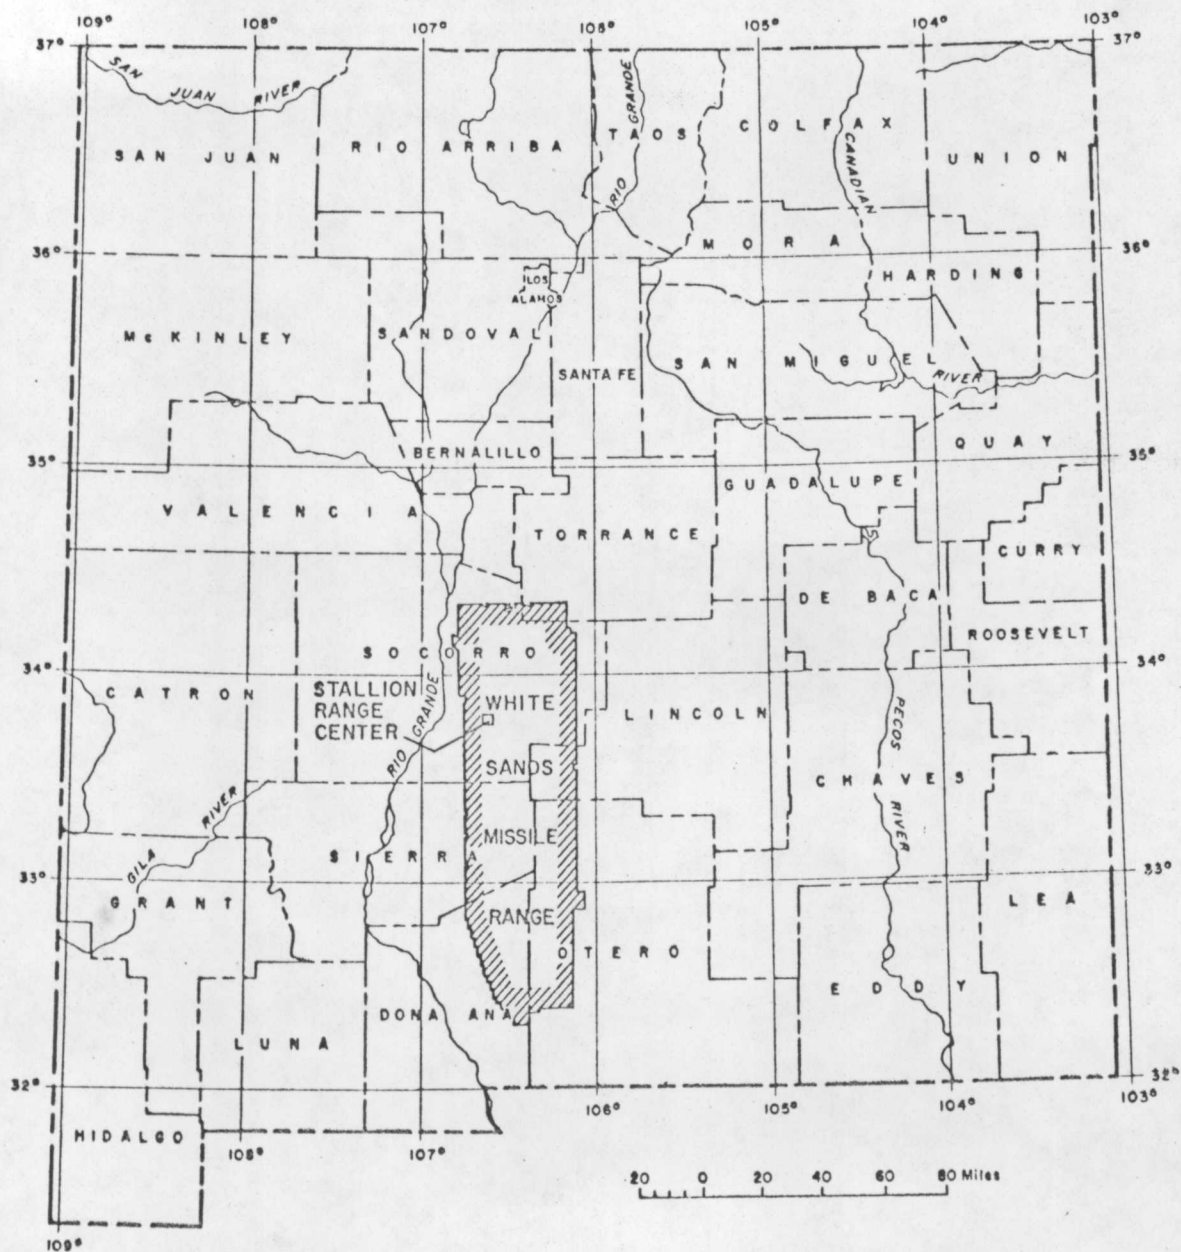 109° 108° 107° 106° 105° 104° 103°
37° 37°
SAN JUAN RIVER
SAN JUAN
RIO ARRIBA
TAOS
COLFAX
UNION
RIO GRANDE
CANADIAN
36° 36°
MORA
HARDING
LOS
ALAMOS
Mc KINLEY
SANDOVAL
SANTA FE
SAN MIGUEL
RIVER
BERNALILLO
QUAY
35° 35°
VALENCIA
GUADALUPE
TORRANCE
CURRY
DE BACA
ROOSEVELT
SOCORRO
34° 34°
CATRON
STALLION
RANGE
CENTER
RIO GRANDE
WHITE
SANDS
MISSILE
RANGE
LINCOLN
PECOS RIVER
CHAVES
GILA RIVER
SIERRA
33° 33°
GRANT
LEA
OTERO
EDDY
DONA ANA
LUNA
32° 32°
HIDALGO
109° 108° 107° 106° 105° 104° 103°
20 0 20 40 60 80 Miles